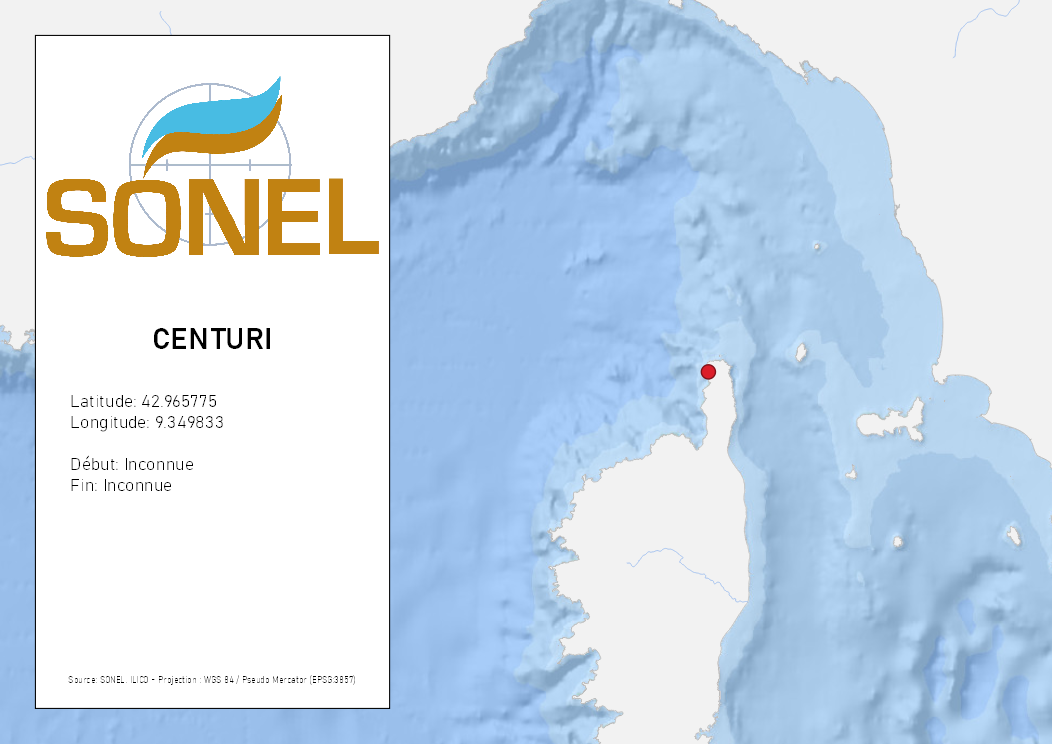 SONEL
CENTURI
Latitude: 42.965775
Longitude: 9.349833
Début: Inconnue
Fin: Inconnue
Source: SONEL, ILICO - Projection : WGS 84 / Pseudo Mercator (EPSG:3857)